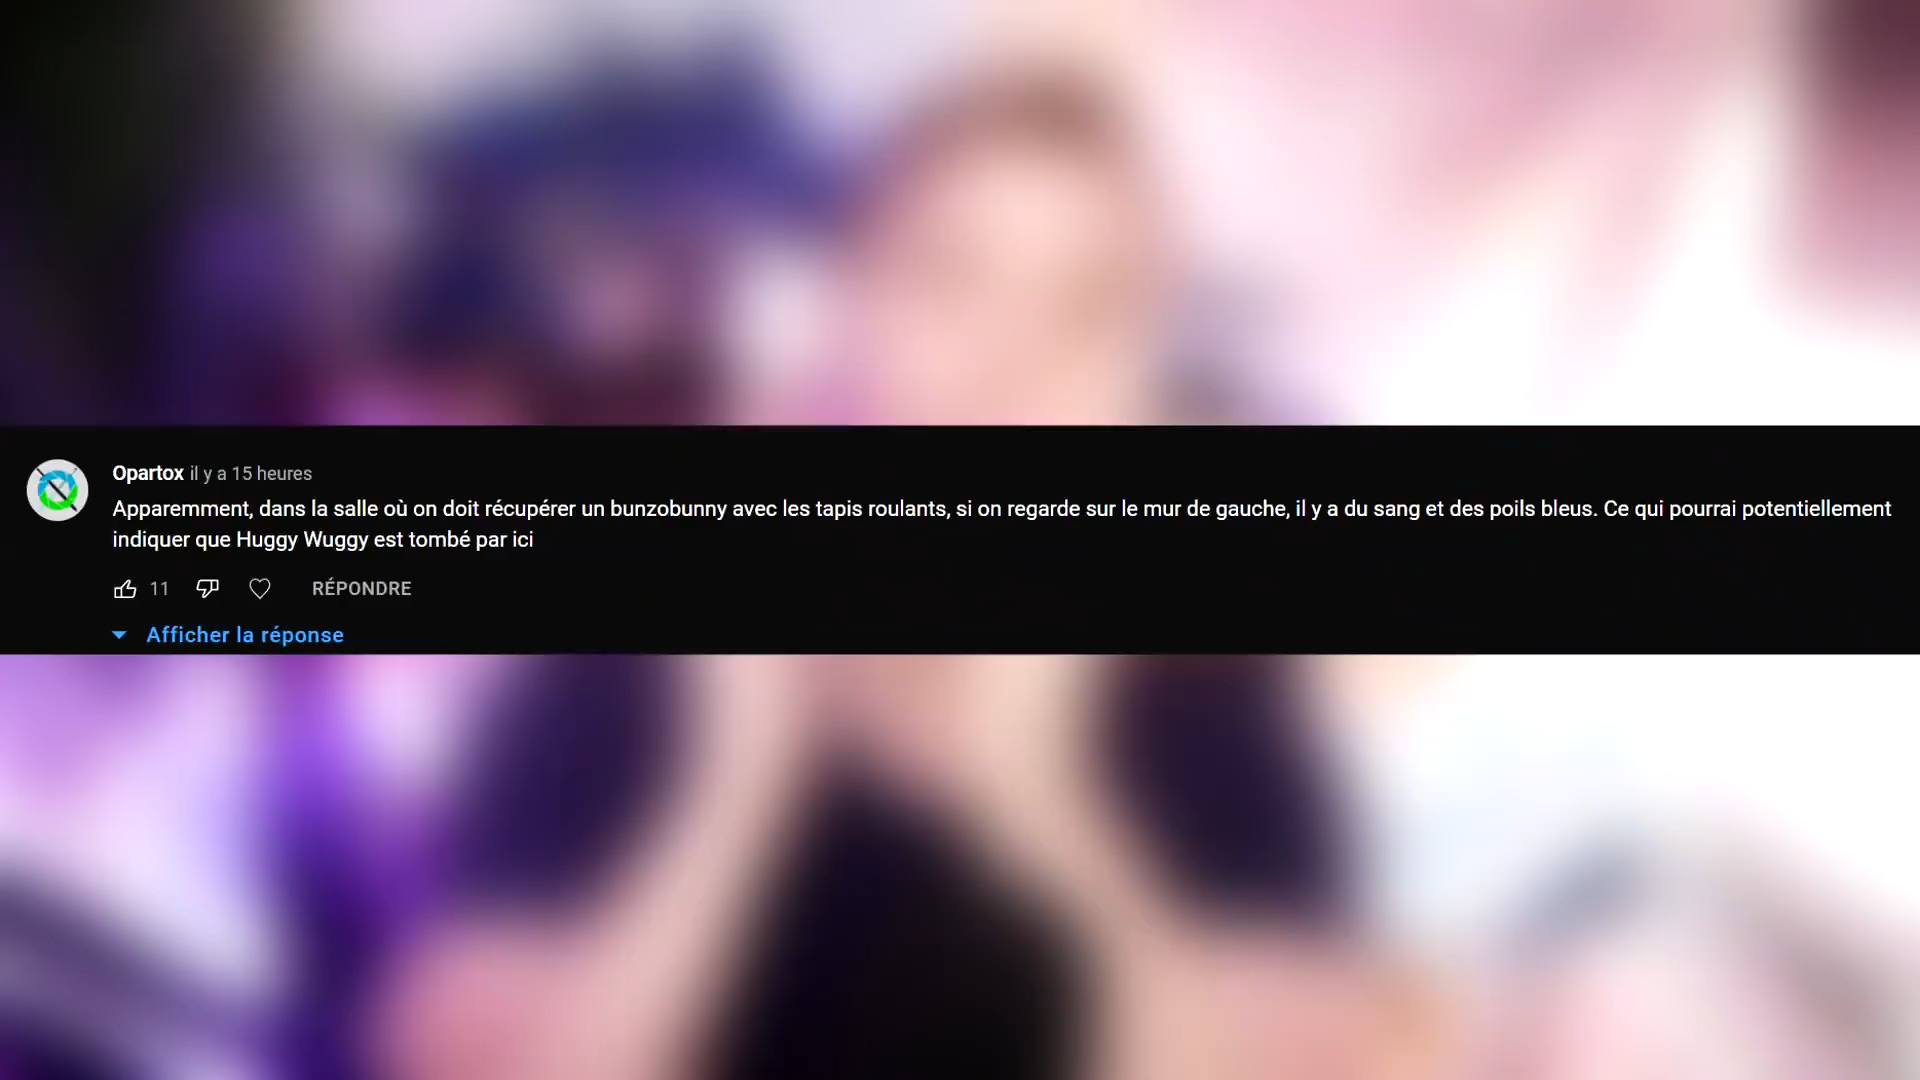 Opartox il y a 15 heures
Apparemment, dans la salle où on doit récupérer un bunzobunny avec les tapis roulants, si on regarde sur le mur de gauche, il y a du sang et des poils bleus. Ce qui pourrai potentiellement
indiquer que Huggy Wuggy est tombé par ici
11 RÉPONDRE
Afficher la réponse